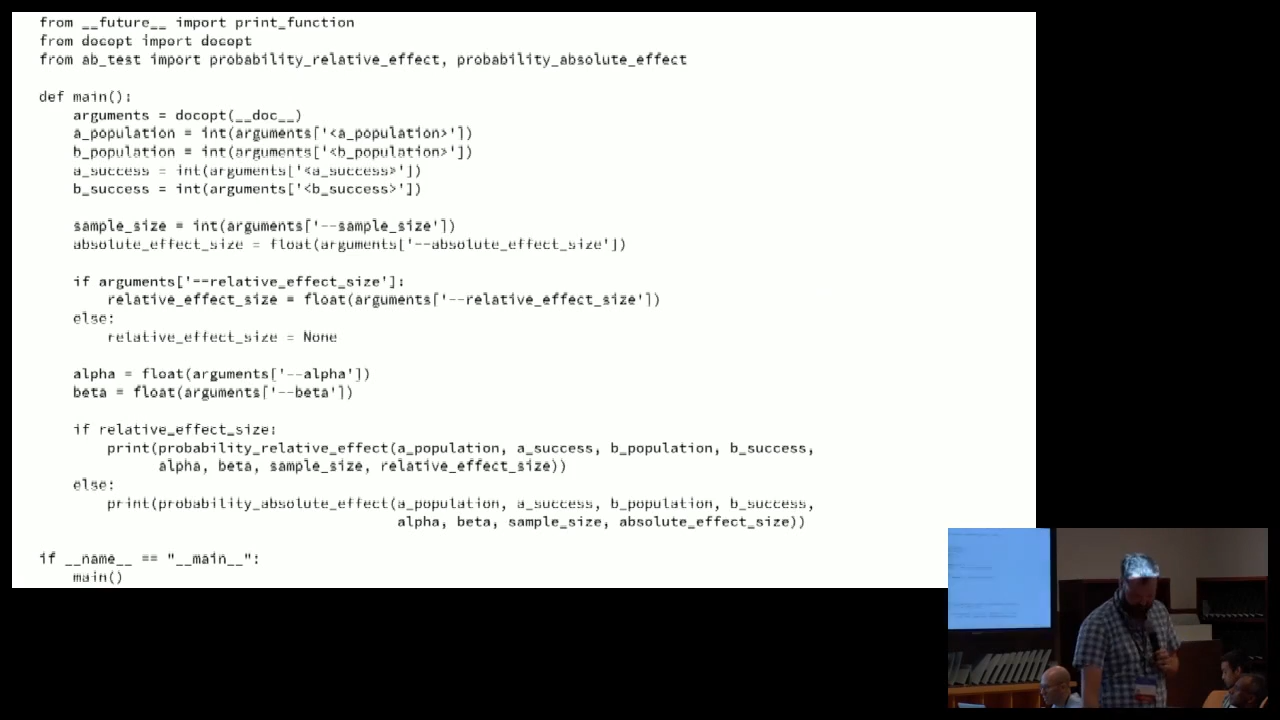 from __future__ import print_function
from docopt import docopt
from ab_test import probability_relative_effect, probability_absolute_effect

def main():
    arguments = docopt(__doc__)
    a_population = int(arguments['<a_population>'])
    b_population = int(arguments['<b_population>'])
    a_success = int(arguments['<a_success>'])
    b_success = int(arguments['<b_success>'])

    sample_size = int(arguments['--sample_size'])
    absolute_effect_size = float(arguments['--absolute_effect_size'])

    if arguments['--relative_effect_size']:
        relative_effect_size = float(arguments['--relative_effect_size'])
    else:
        relative_effect_size = None

    alpha = float(arguments['--alpha'])
    beta = float(arguments['--beta'])

    if relative_effect_size:
        print(probability_relative_effect(a_population, a_success, b_population, b_success,
              alpha, beta, sample_size, relative_effect_size))
    else:
        print(probability_absolute_effect(a_population, a_success, b_population, b_success,
                                          alpha, beta, sample_size, absolute_effect_size))

if __name__ == "__main__":
    main()